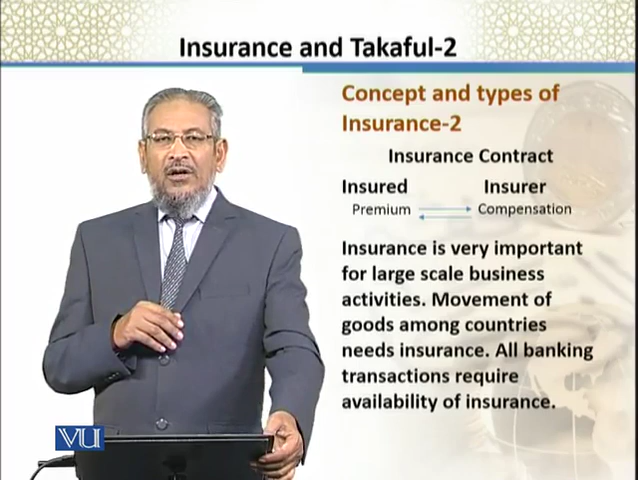 Insurance and Takaful-2
Concept and types of
Insurance-2
Insurance Contract
Insured Insurer
Premium Compensation
Insurance is very important
for large scale business
activities. Movement of
goods among countries
needs insurance. All banking
transactions require
availability of insurance.
VU